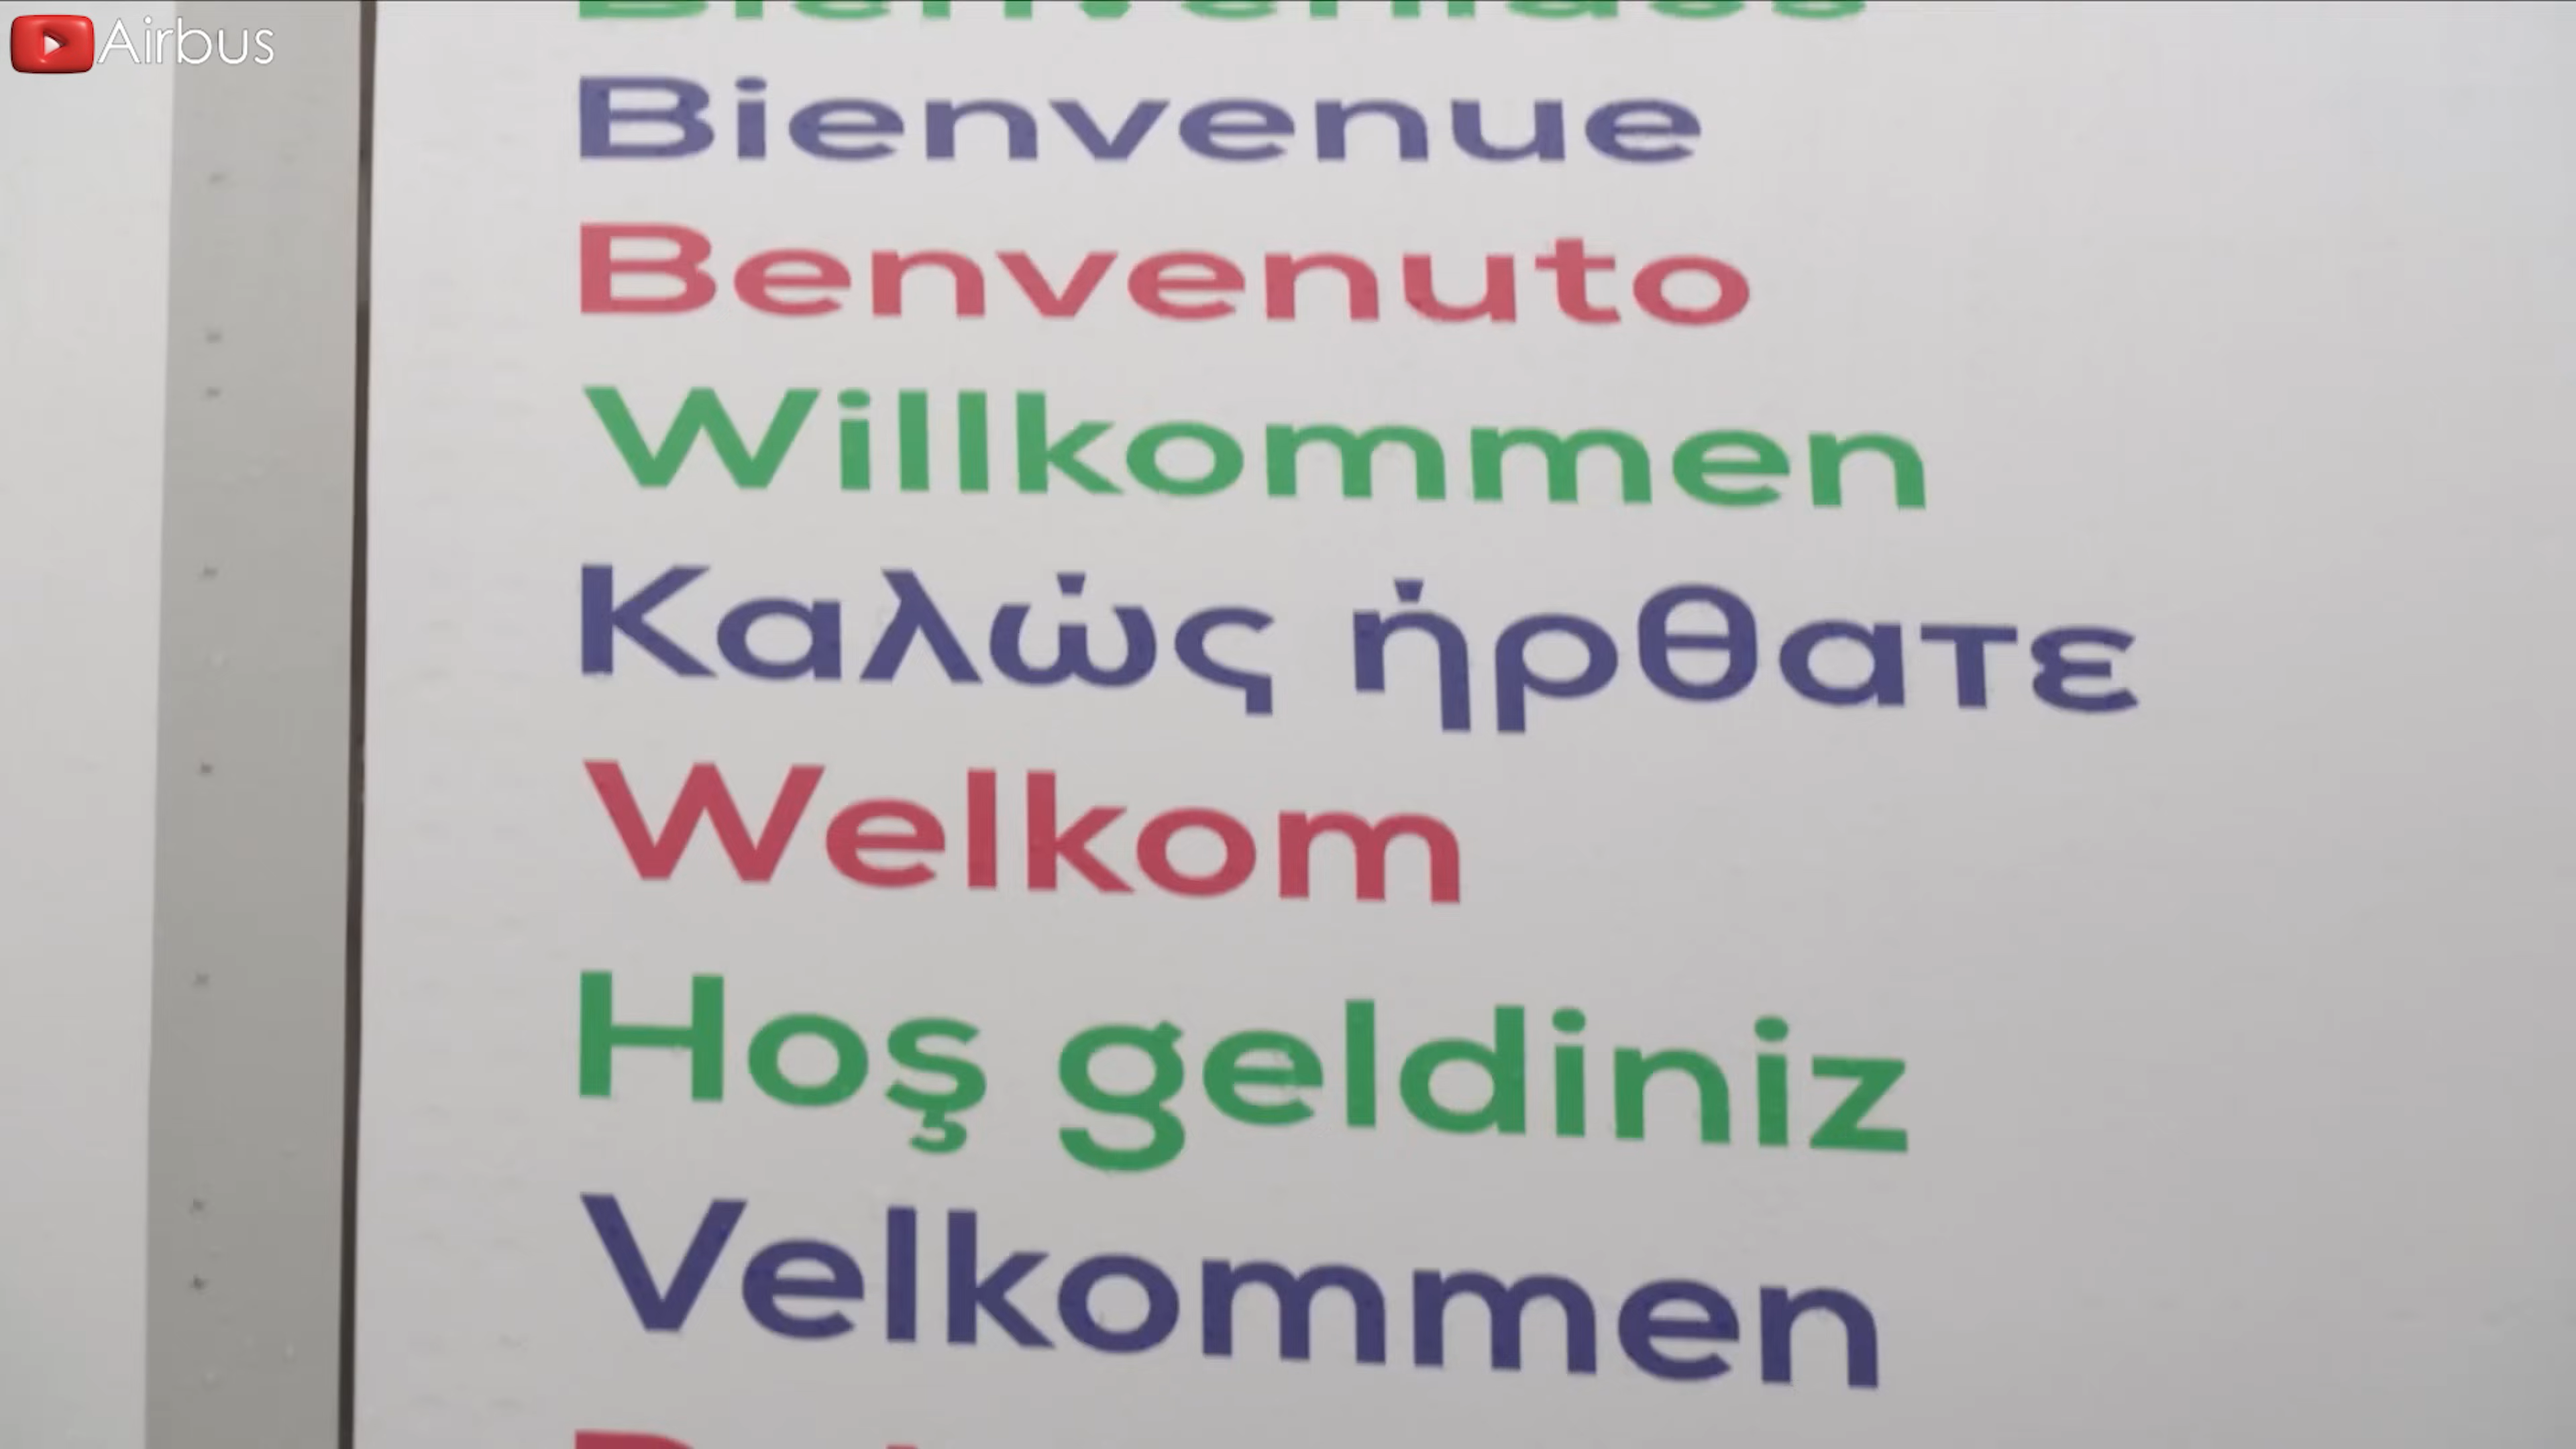 Airbus
Bienvenue
Benvenuto
Willkommen
Καλώς ήρθατε
Welkom
Hoş geldiniz
Velkommen